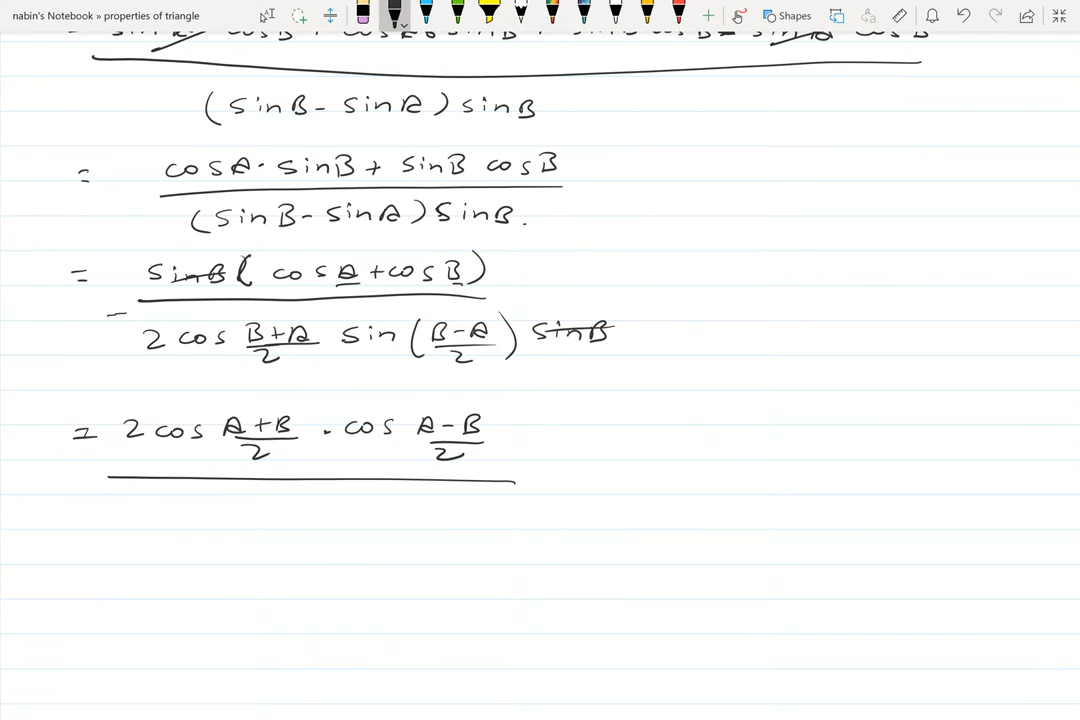 nabin's Notebook » properties of triangle
Shapes
(sinB - sinA) sinB
= cosA · sinB + sinB cosB
(sinB - sinA) sinB.
= sinB( cosA + cosB)
2 cos B+A/2 sin(B-A/2) sinB
= 2 cos A+B/2 . cos A-B/2